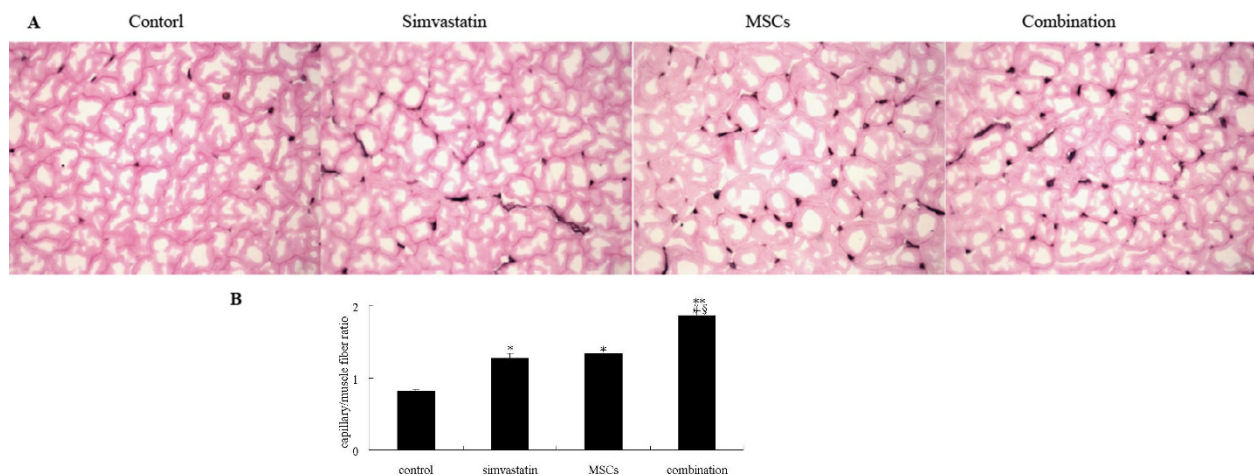 A Contorl Simvastatin MSCs Combination
B
2
1
0
capillary/muscle fiber ratio
*
*
**
control simvastatin MSCs combination